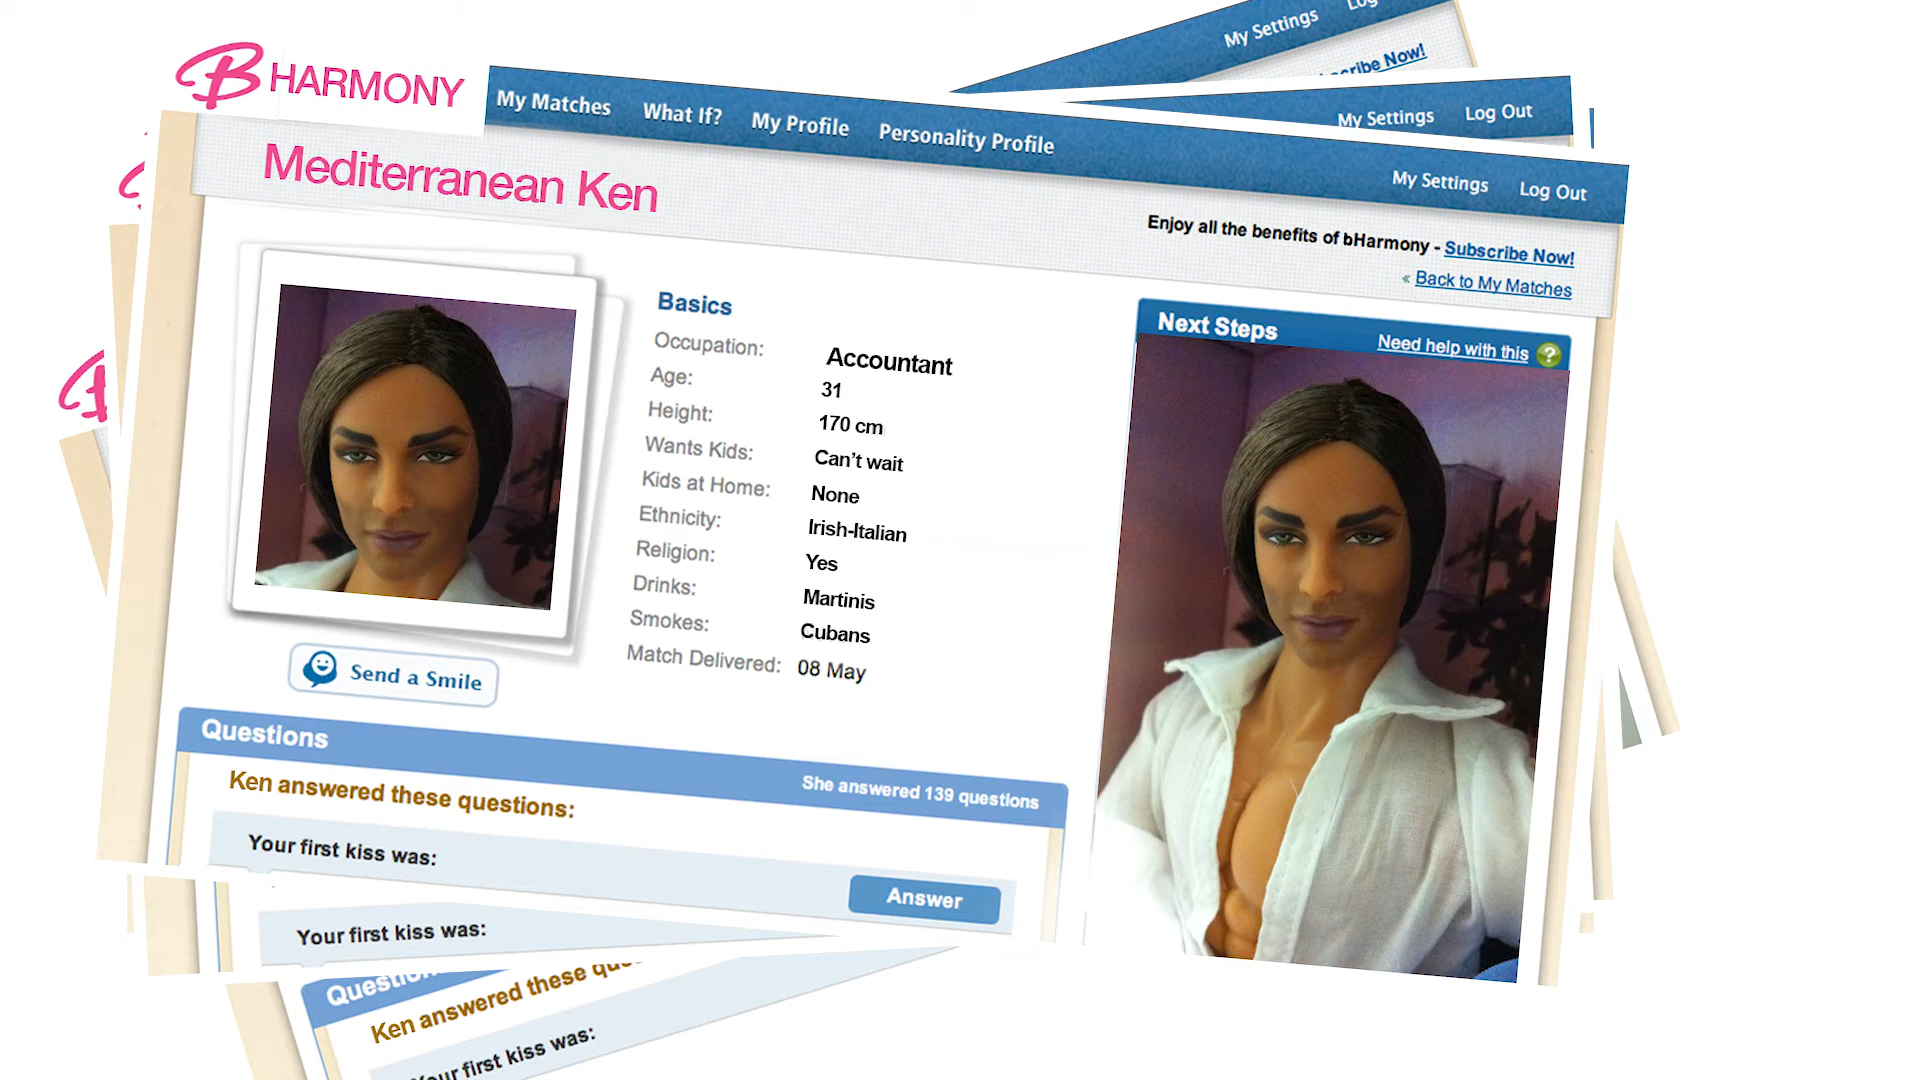 My Settings
Log
scribe Now!
My Settings
Log Out
B HARMONY
My Matches
What If?
My Profile
Personality Profile
My Settings
Log Out
Mediterranean Ken
Enjoy all the benefits of bHarmony - Subscribe Now!
« Back to My Matches
Basics
Occupation: Accountant
Age: 31
Height: 170 cm
Wants Kids: Can't wait
Kids at Home: None
Ethnicity: Irish-Italian
Religion: Yes
Drinks: Martinis
Smokes: Cubans
Match Delivered: 08 May
Next Steps
Need help with this ?
Send a Smile
Questions
She answered 139 questions
Ken answered these questions:
Your first kiss was:
Answer
Your first kiss was:
Ken answered these
Your first kiss was: